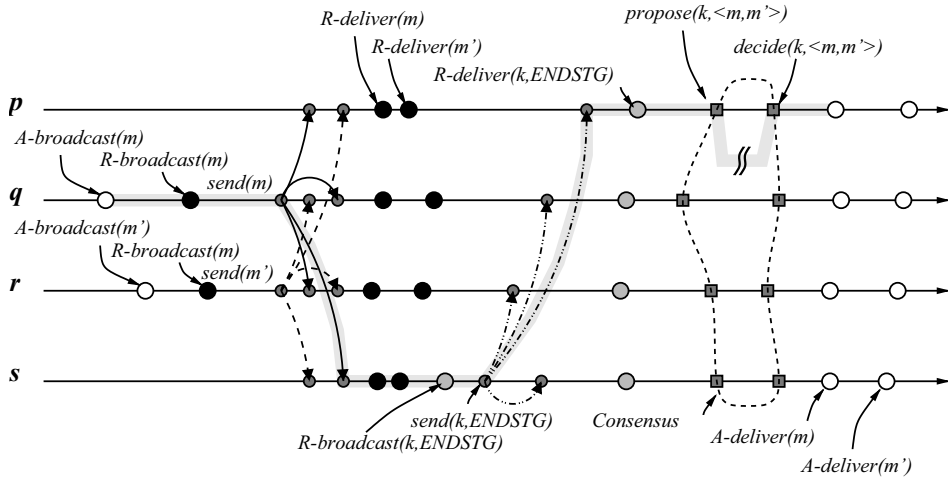 R-deliver(m)
propose(k,<m,m’>)
R-deliver(m’)
decide(k,<m,m’>)
R-deliver(k,ENDSTG)
p
A-broadcast(m)
R-broadcast(m)
send(m)
q
A-broadcast(m’)
R-broadcast(m)
send(m’)
r
s
send(k,ENDSTG)
Consensus
R-broadcast(k,ENDSTG)
A-deliver(m)
A-deliver(m’)